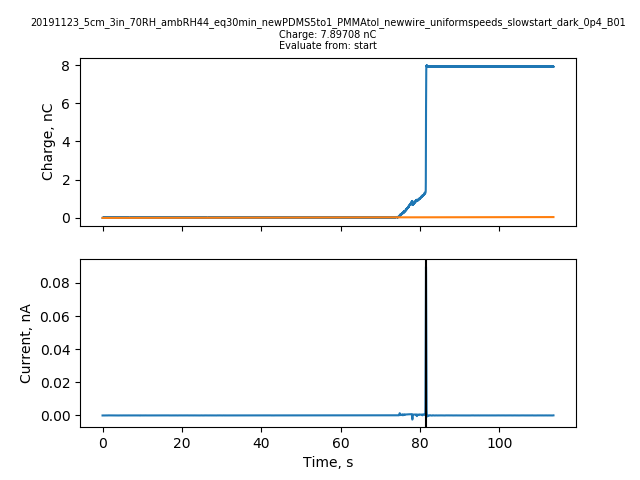 20191123_5cm_3in_70RH_ambRH44_eq30min_newPDMS5to1_PMMAtol_newwire_uniformspeeds_slowstart_dark_0p4_B01
Charge: 7.89708 nC
Evaluate from: start
8
6
4
2
0
Charge, nC
0.08
0.06
0.04
0.02
0.00
Current, nA
0 20 40 60 80 100
Time, s